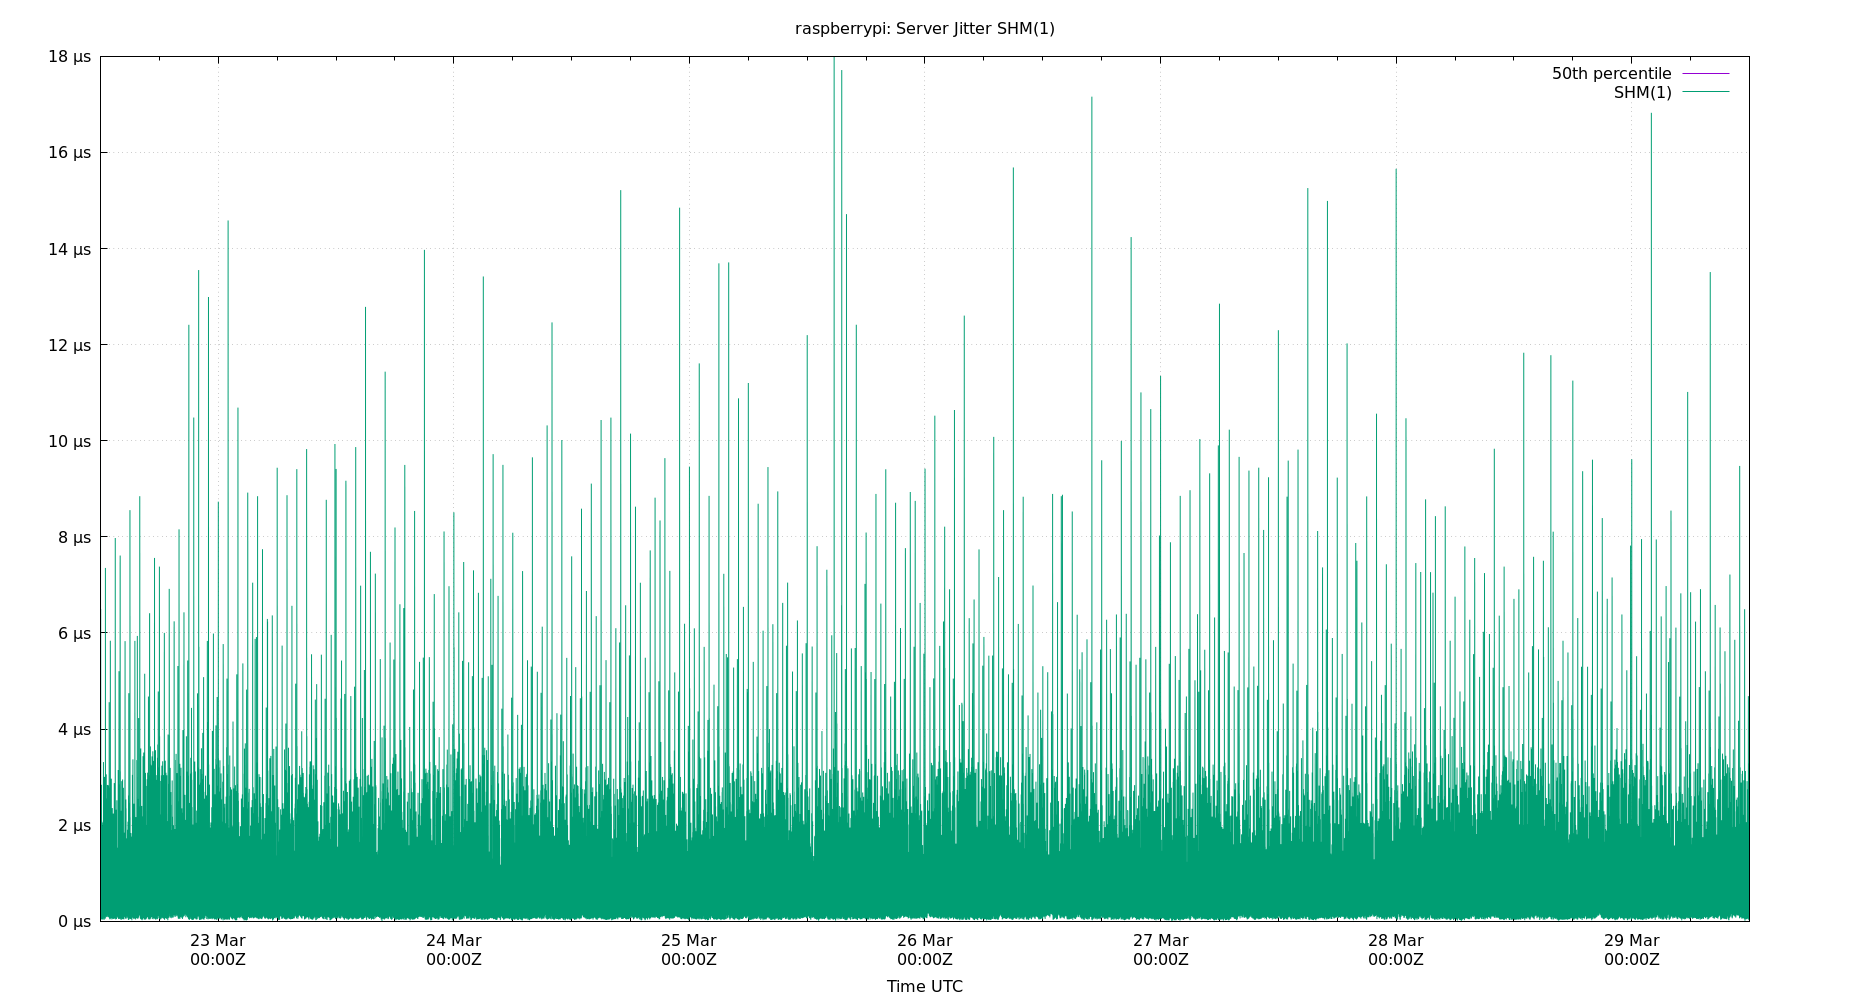 raspberrypi: Server Jitter SHM(1)
18 µs
16 µs
14 µs
12 µs
10 µs
8 µs
6 µs
4 µs
2 µs
0 µs
50th percentile
SHM(1)
23 Mar 24 Mar 25 Mar 26 Mar 27 Mar 28 Mar 29 Mar
00:00Z 00:00Z 00:00Z 00:00Z 00:00Z 00:00Z 00:00Z
Time UTC